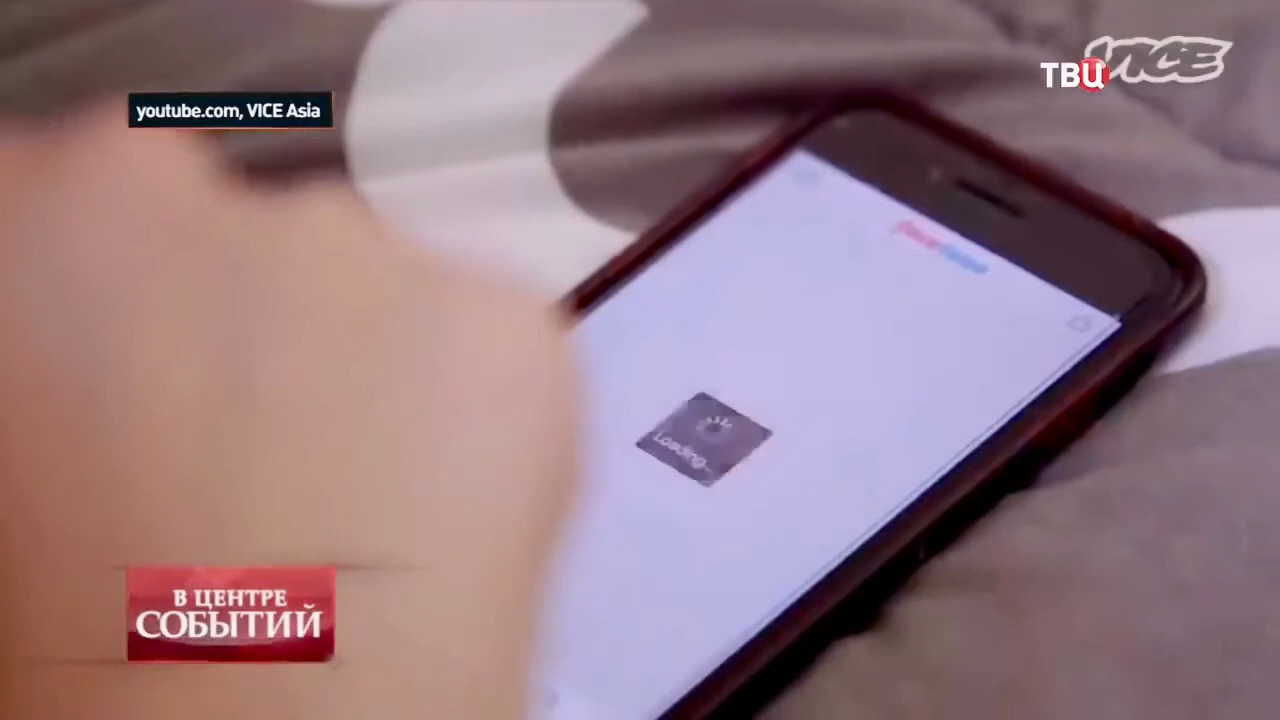 VICE
ТВЦ
youtube.com, VICE Asia
Loading...
В ЦЕНТРЕ
СОБЫТИЙ